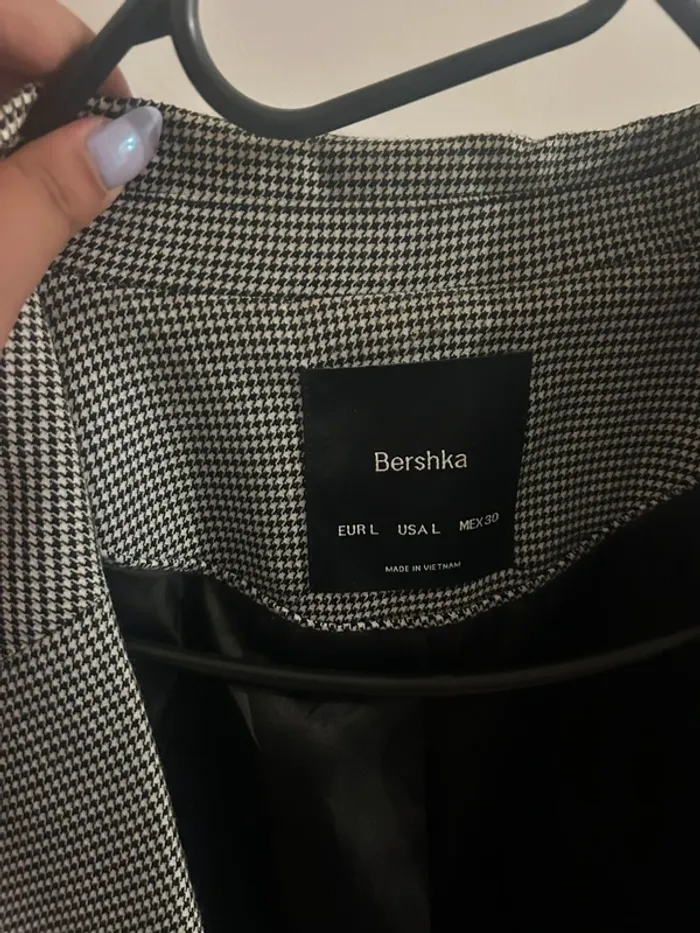 Bershka
EUR L USA L MEX 30
MADE IN VIETNAM